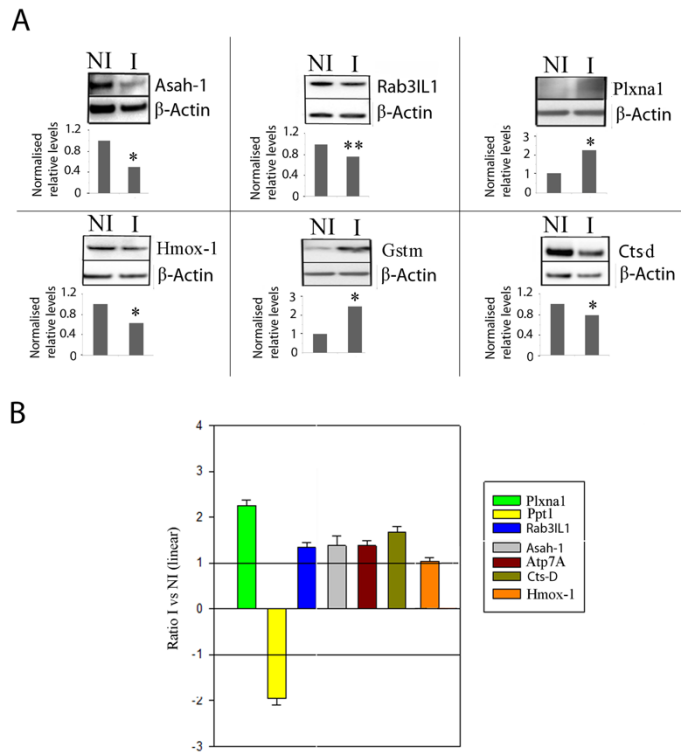 A
NI I
Asah-1
β-Actin
Normalised relative levels
1.2
0.8
0.4
0
*
NI I
Rab3IL1
β-Actin
Normalised relative levels
1.2
0.8
0.4
0
**
NI I
Plxna1
β-Actin
Normalised relative levels
3
2
1
0
*
NI I
Hmox-1
β-Actin
Normalised relative levels
1.2
0.8
0.4
0
*
NI I
Gstm
β-Actin
Normalised relative levels
3
2
1
0
*
NI I
Ctsd
β-Actin
Normalised relative levels
1.2
0.8
0.4
0
*
B
Ratio I vs NI (linear)
4
3
2
1
0
-1
-2
-3
Plxna1
Ppt1
Rab3IL1
Asah-1
Atp7A
Cts-D
Hmox-1